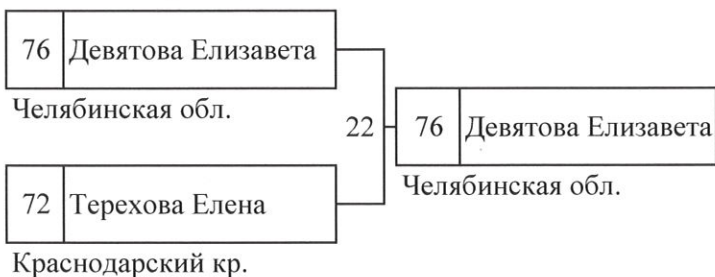 76 Девятова Елизавета
Челябинская обл.
22
76 Девятова Елизавета
Челябинская обл.
72 Терехова Елена
Краснодарский кр.